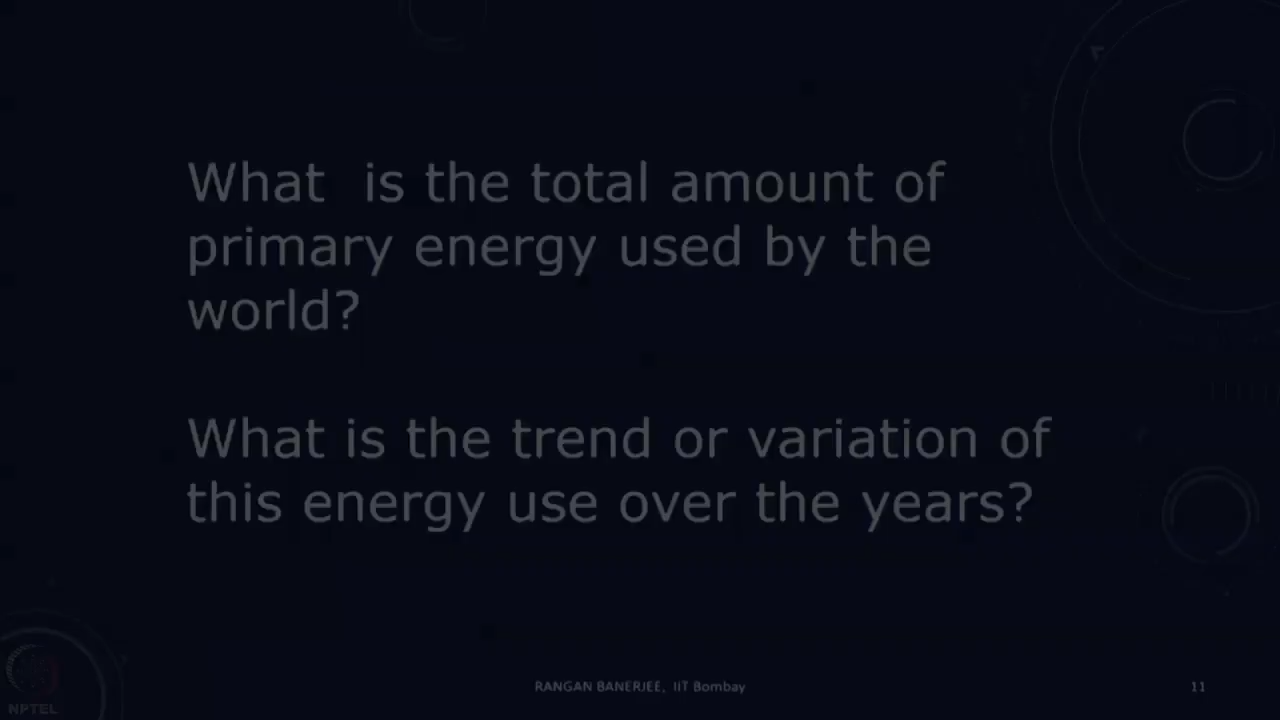 What is the total amount of
primary energy used by the
world?
What is the trend or variation of
this energy use over the years?
RANGAN BANERJEE, IIT Bombay
11
NPTEL